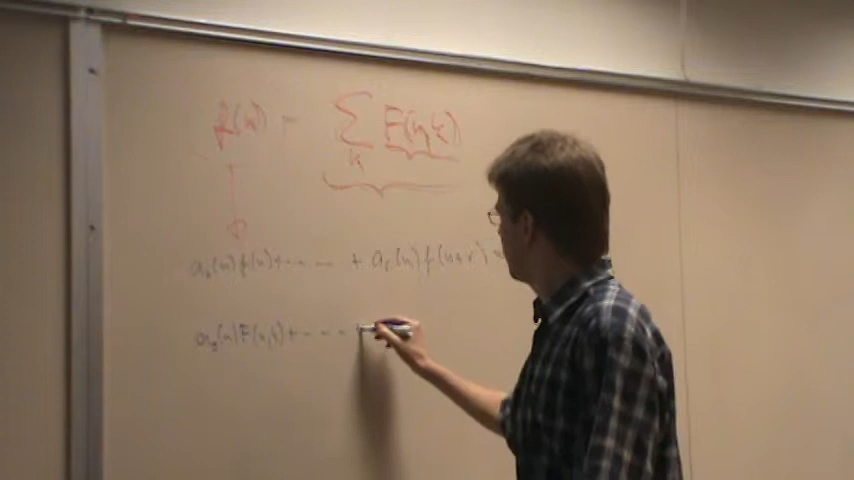 f(n) = ∑ F(n,k)
k
a₀(n)f(n)+ ... ... + aᵣ(n) f(n+r) =
a₀(n)F(n,k)+ - - -